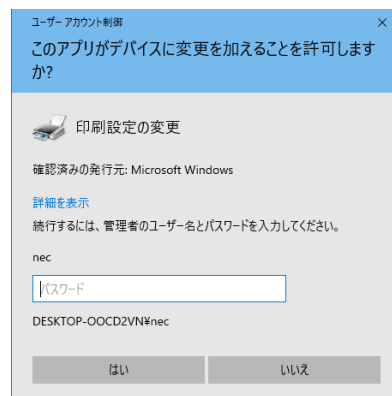 ユーザー アカウント制御
このアプリがデバイスに変更を加えることを許可します
か?
印刷設定の変更
確認済みの発行元: Microsoft Windows
詳細を表示
続行するには、管理者のユーザー名とパスワードを入力してください。
nec
パスワード
DESKTOP-OOCD2VN¥nec
はい
いいえ